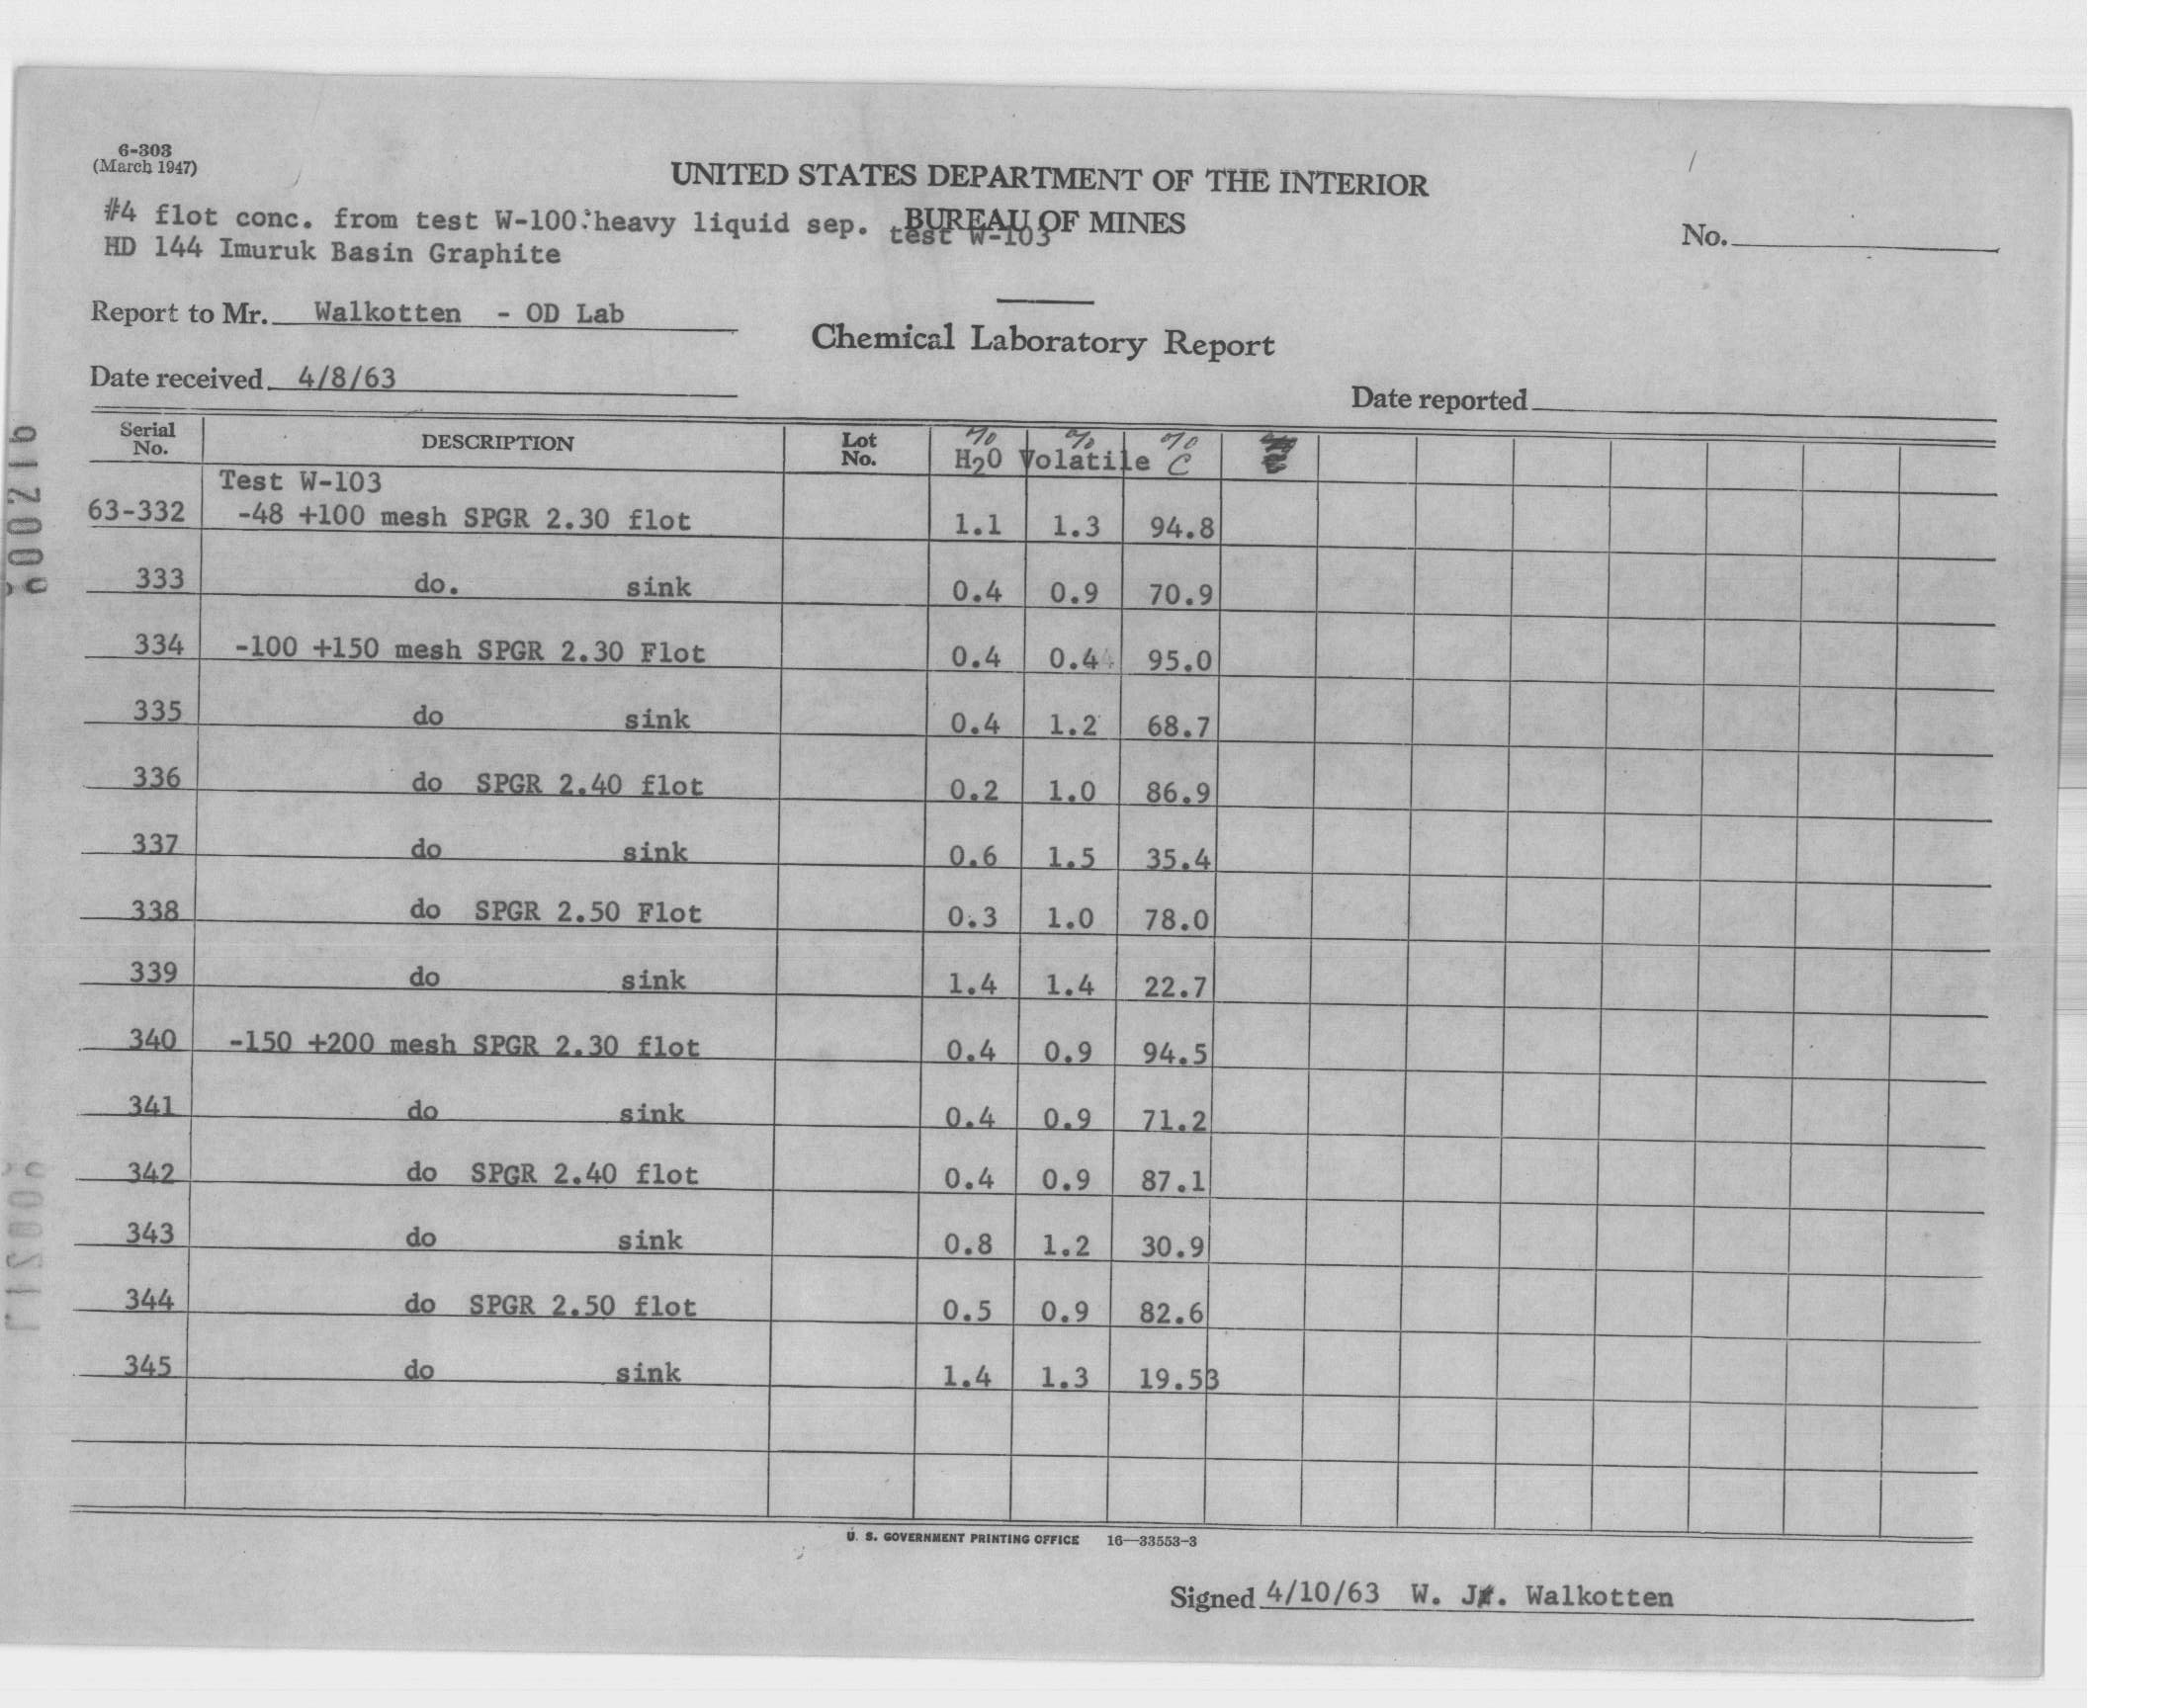 6-303
(March 1947)
UNITED STATES DEPARTMENT OF THE INTERIOR
#4 flot conc. from test W-100:heavy liquid sep. test W-103
BUREAU OF MINES
HD 144 Imuruk Basin Graphite
No.
Report to Mr. Walkotten - OD Lab
Chemical Laboratory Report
Date received 4/8/63
Date reported
Serial No. DESCRIPTION Lot No. % H2O % Volatile % C
Test W-103
63-332 -48 +100 mesh SPGR 2.30 flot 1.1 1.3 94.8
333 do. sink 0.4 0.9 70.9
334 -100 +150 mesh SPGR 2.30 Flot 0.4 0.4 95.0
335 do sink 0.4 1.2 68.7
336 do SPGR 2.40 flot 0.2 1.0 86.9
337 do sink 0.6 1.5 35.4
338 do SPGR 2.50 Flot 0.3 1.0 78.0
339 do sink 1.4 1.4 22.7
340 -150 +200 mesh SPGR 2.30 flot 0.4 0.9 94.5
341 do sink 0.4 0.9 71.2
342 do SPGR 2.40 flot 0.4 0.9 87.1
343 do sink 0.8 1.2 30.9
344 do SPGR 2.50 flot 0.5 0.9 82.6
345 do sink 1.4 1.3 19.53
U. S. GOVERNMENT PRINTING OFFICE 16—33553-3
Signed 4/10/63 W. J. Walkotten